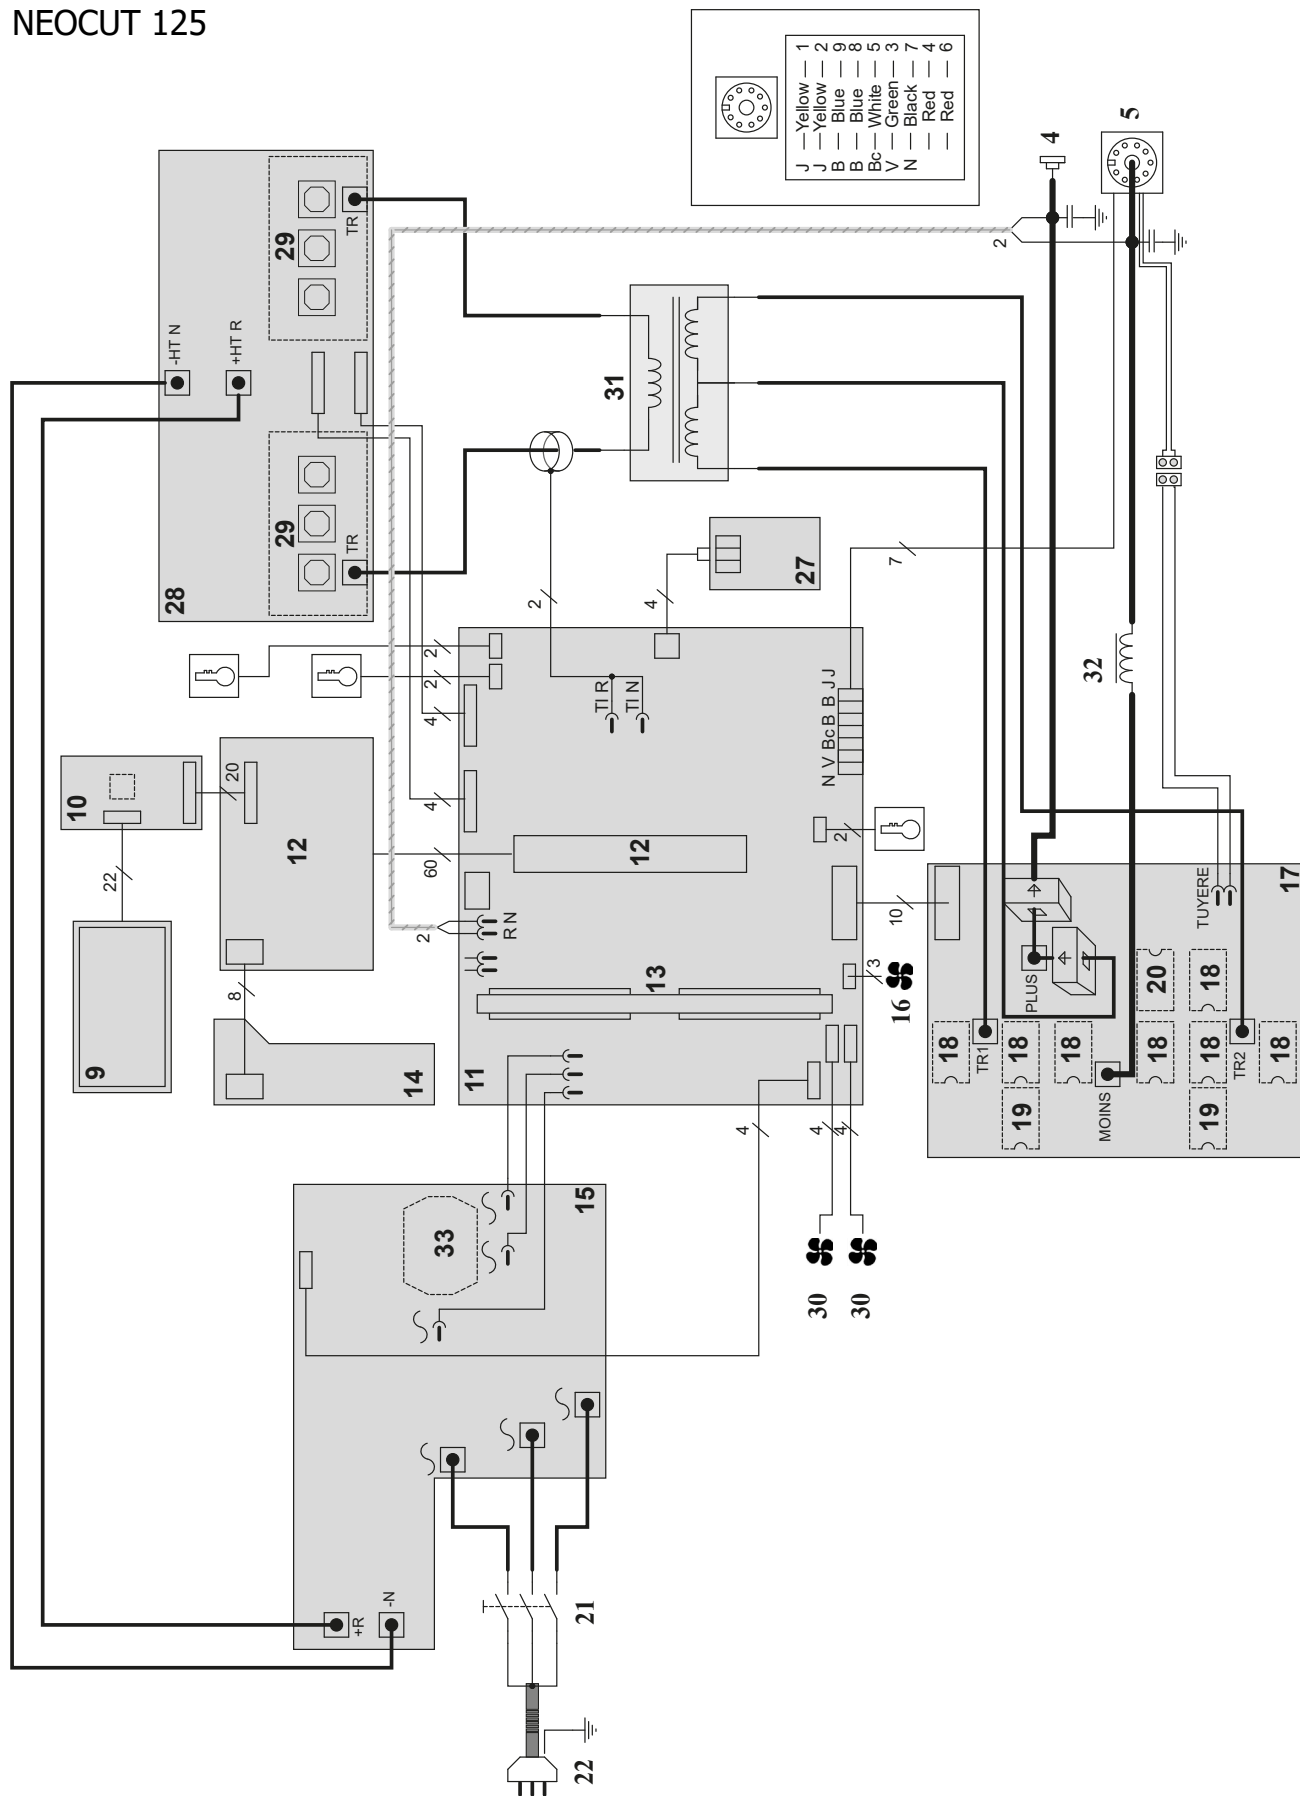 NEOCUT 125
J — Yellow — 1
J — Yellow — 2
B — Blue — 9
B — Blue — 8
Bc — White — 5
V — Green — 3
N — Black — 7
— Red — 4
— Red — 6
4
5
2
28
29
TR
29
TR
-HT N
+HT R
31
2
4
27
7
32
10
20
22
9
12
60
8
14
2
2
4
4
2
R N
TI R
TI N
12
13
11
N V Bc B B J J
2
10
3
16
4
4
4
30
30
17
TUYERE
PLUS
MOINS
TR1
TR2
18
18
18
18
18
18
18
19
19
20
15
33
+R
-N
21
22